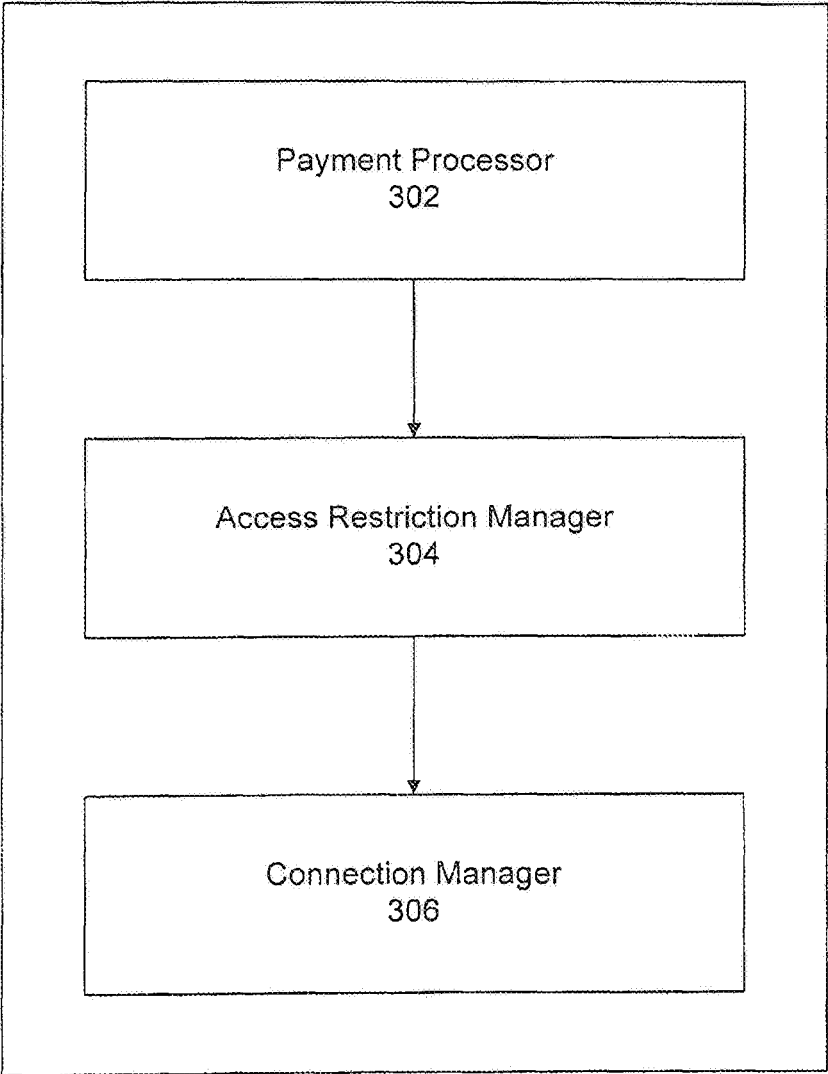 Payment Processor
302
Access Restriction Manager
304
Connection Manager
306